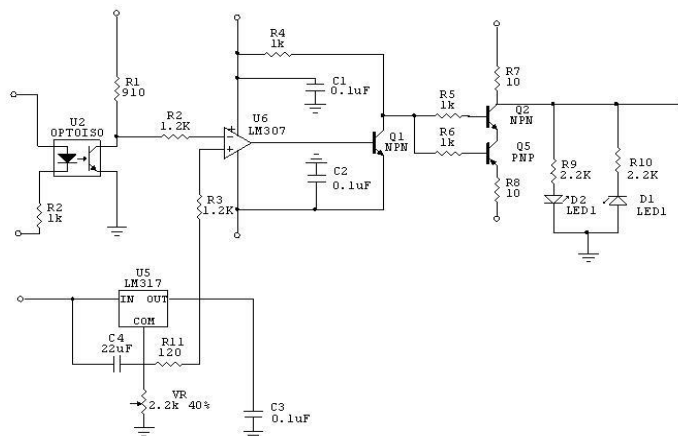 R4
1k
R1
910
C1
0.1uF
R7
10
U2
OPTOISO
R2
1.2K
U6
LM307
R5
1k
Q2
NPN
Q1
NPN
R6
1k
Q5
PNP
R9
2.2K
R10
2.2K
C2
0.1uF
R3
1.2K
R8
10
R2
1k
D2
LED1
D1
LED1
U5
LM317
IN OUT
COM
C4
22uF
R11
120
VR
2.2k 40%
C3
0.1uF